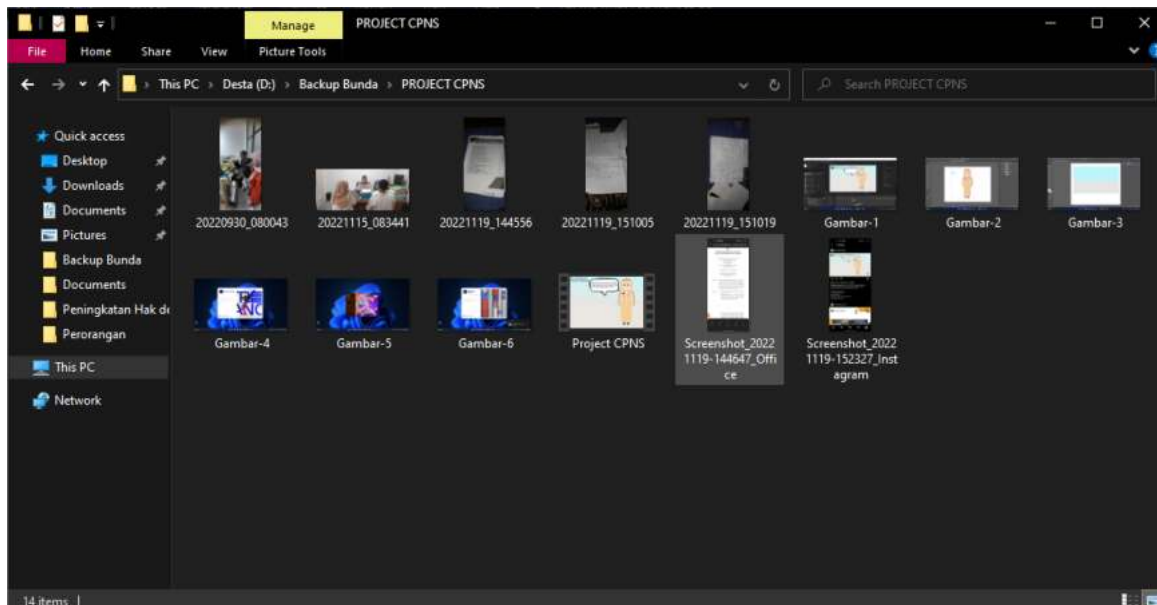 Manage
PROJECT CPNS
File
Home
Share
View
Picture Tools
This PC
Desta (D:)
Backup Bunda
PROJECT CPNS
Search PROJECT CPNS
Quick access
Desktop
Downloads
Documents
Pictures
Backup Bunda
Documents
Peningkatan Hak de
Perorangan
This PC
Network
20220930_080043
20221115_083441
20221119_144556
20221119_151005
20221119_151019
Gambar-1
Gambar-2
Gambar-3
Gambar-4
Gambar-5
Gambar-6
Project CPNS
Screenshot_2022
1119-144647_Offi
ce
Screenshot_2022
1119-152327_Inst
agram
14 items